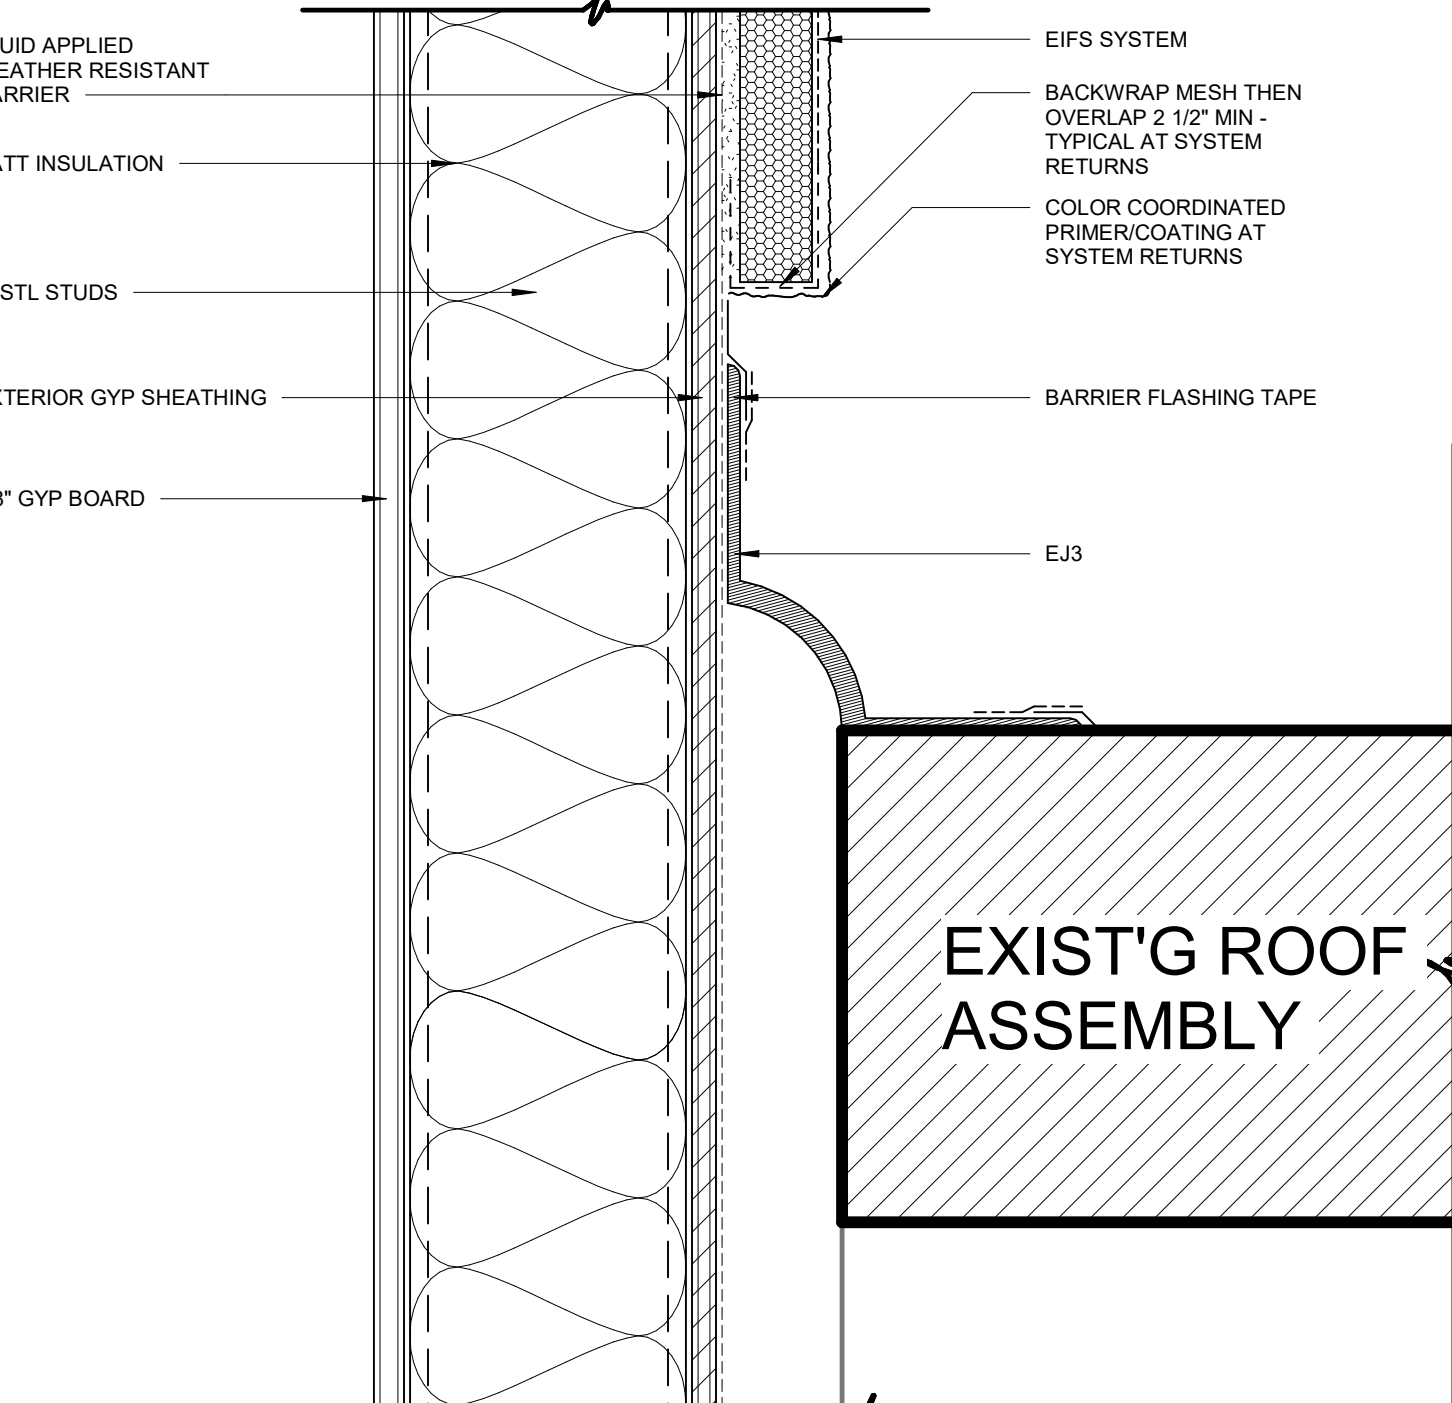 UID APPLIED
EATHER RESISTANT
ARRIER
ATT INSULATION
STL STUDS
XTERIOR GYP SHEATHING
8" GYP BOARD
EIFS SYSTEM
BACKWRAP MESH THEN
OVERLAP 2 1/2" MIN -
TYPICAL AT SYSTEM
RETURNS
COLOR COORDINATED
PRIMER/COATING AT
SYSTEM RETURNS
BARRIER FLASHING TAPE
EJ3
EXIST'G ROOF
ASSEMBLY